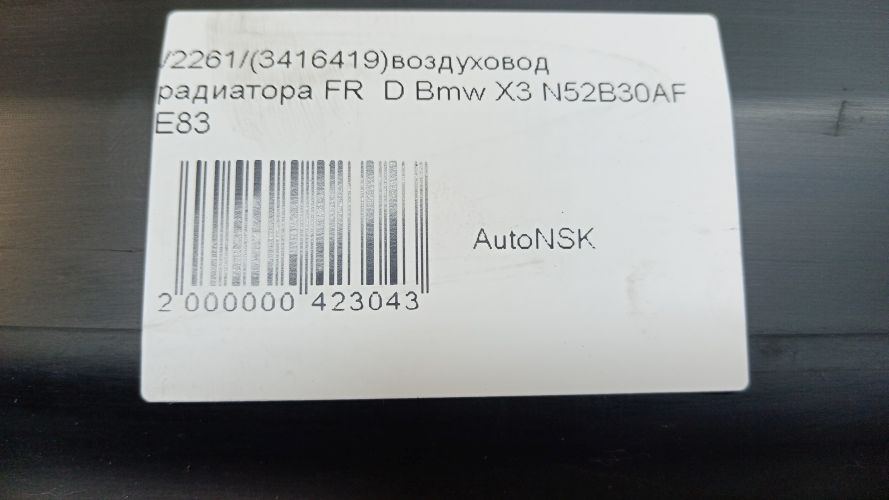 /2261/(3416419)воздуховод
радиатора FR D Bmw X3 N52B30AF
E83
AutoNSK
2 000000 423043